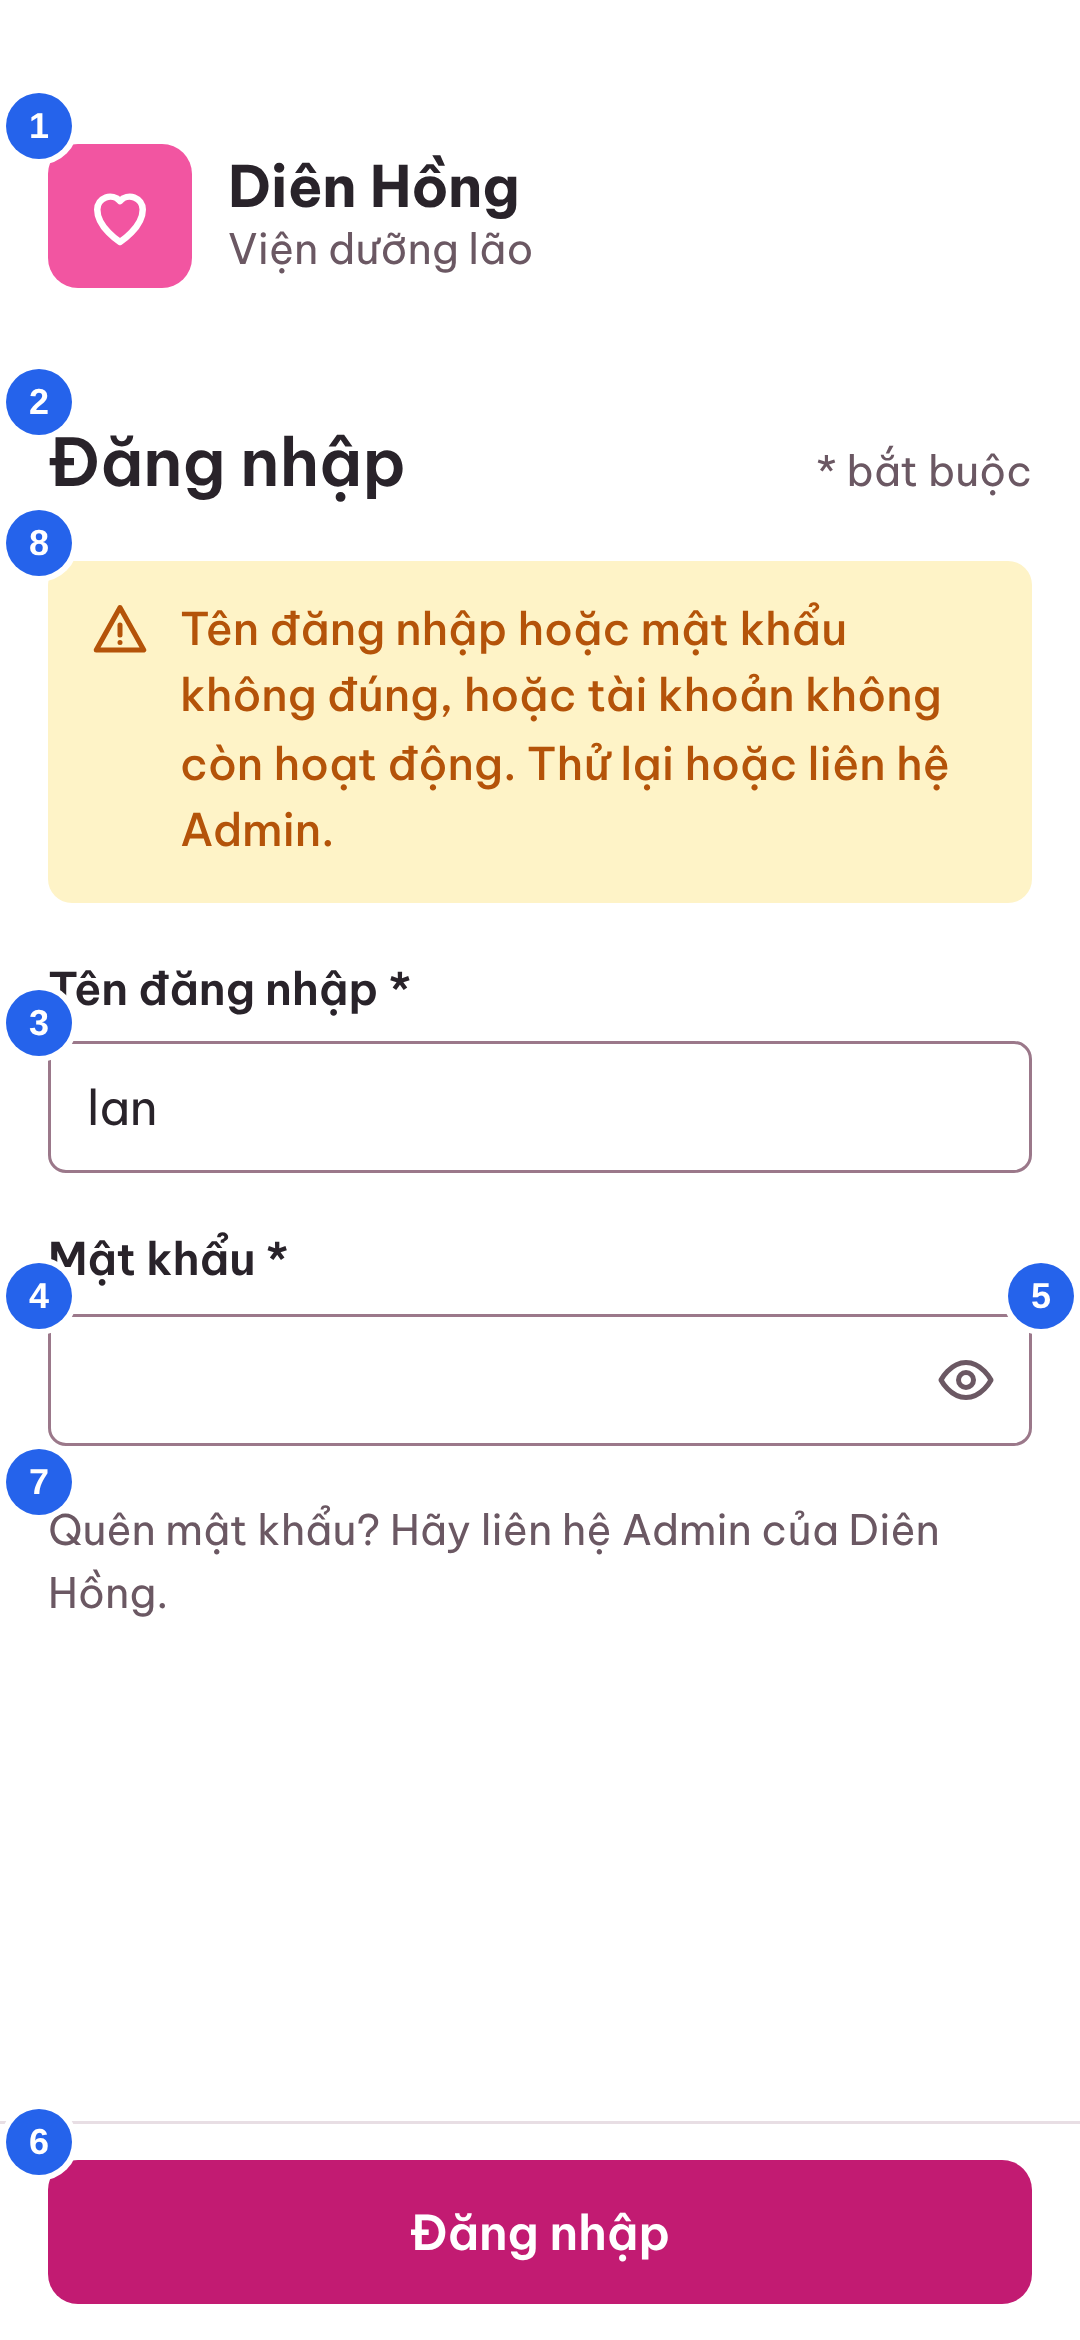 1
Diên Hồng
Viện dưỡng lão
2
Đăng nhập
* bắt buộc
8
Tên đăng nhập hoặc mật khẩu
không đúng, hoặc tài khoản không
còn hoạt động. Thử lại hoặc liên hệ
Admin.
Tên đăng nhập *
3
lan
Mật khẩu *
4
5
7
Quên mật khẩu? Hãy liên hệ Admin của Diên
Hồng.
6
Đăng nhập